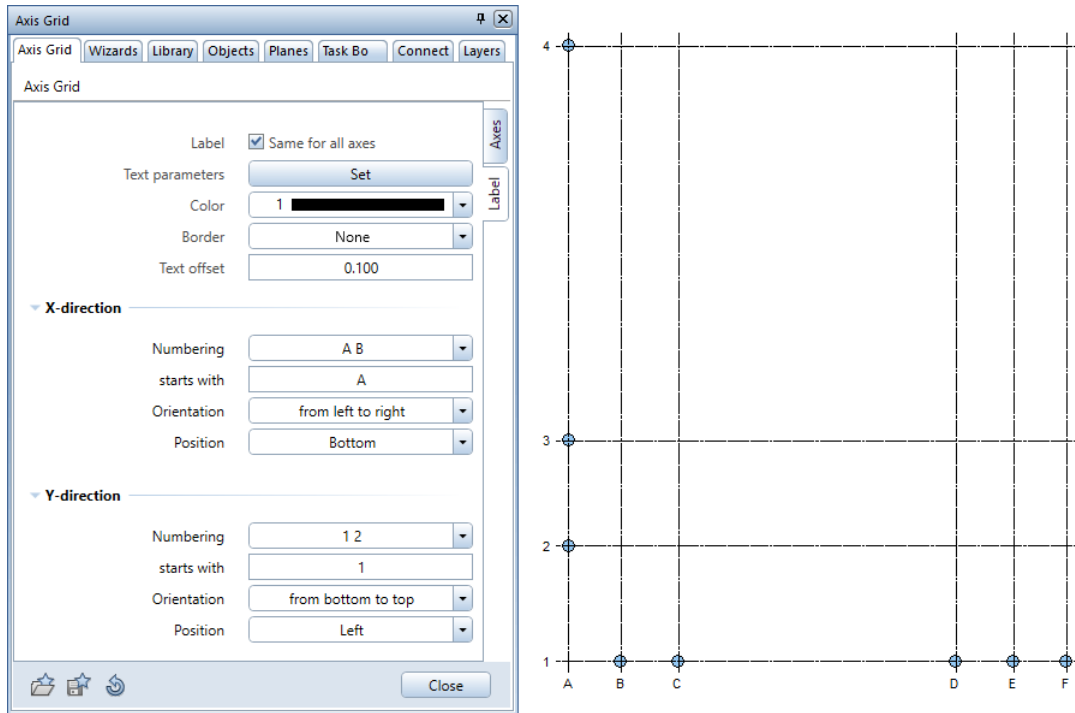 Axis Grid
Axis Grid Wizards Library Objects Planes Task Bo Connect Layers
Axis Grid
Axes
Label
Label Same for all axes
Text parameters Set
Color 1
Border None
Text offset 0.100
X-direction
Numbering A B
starts with A
Orientation from left to right
Position Bottom
Y-direction
Numbering 1 2
starts with 1
Orientation from bottom to top
Position Left
Close
4
3
2
1
A B C D E F